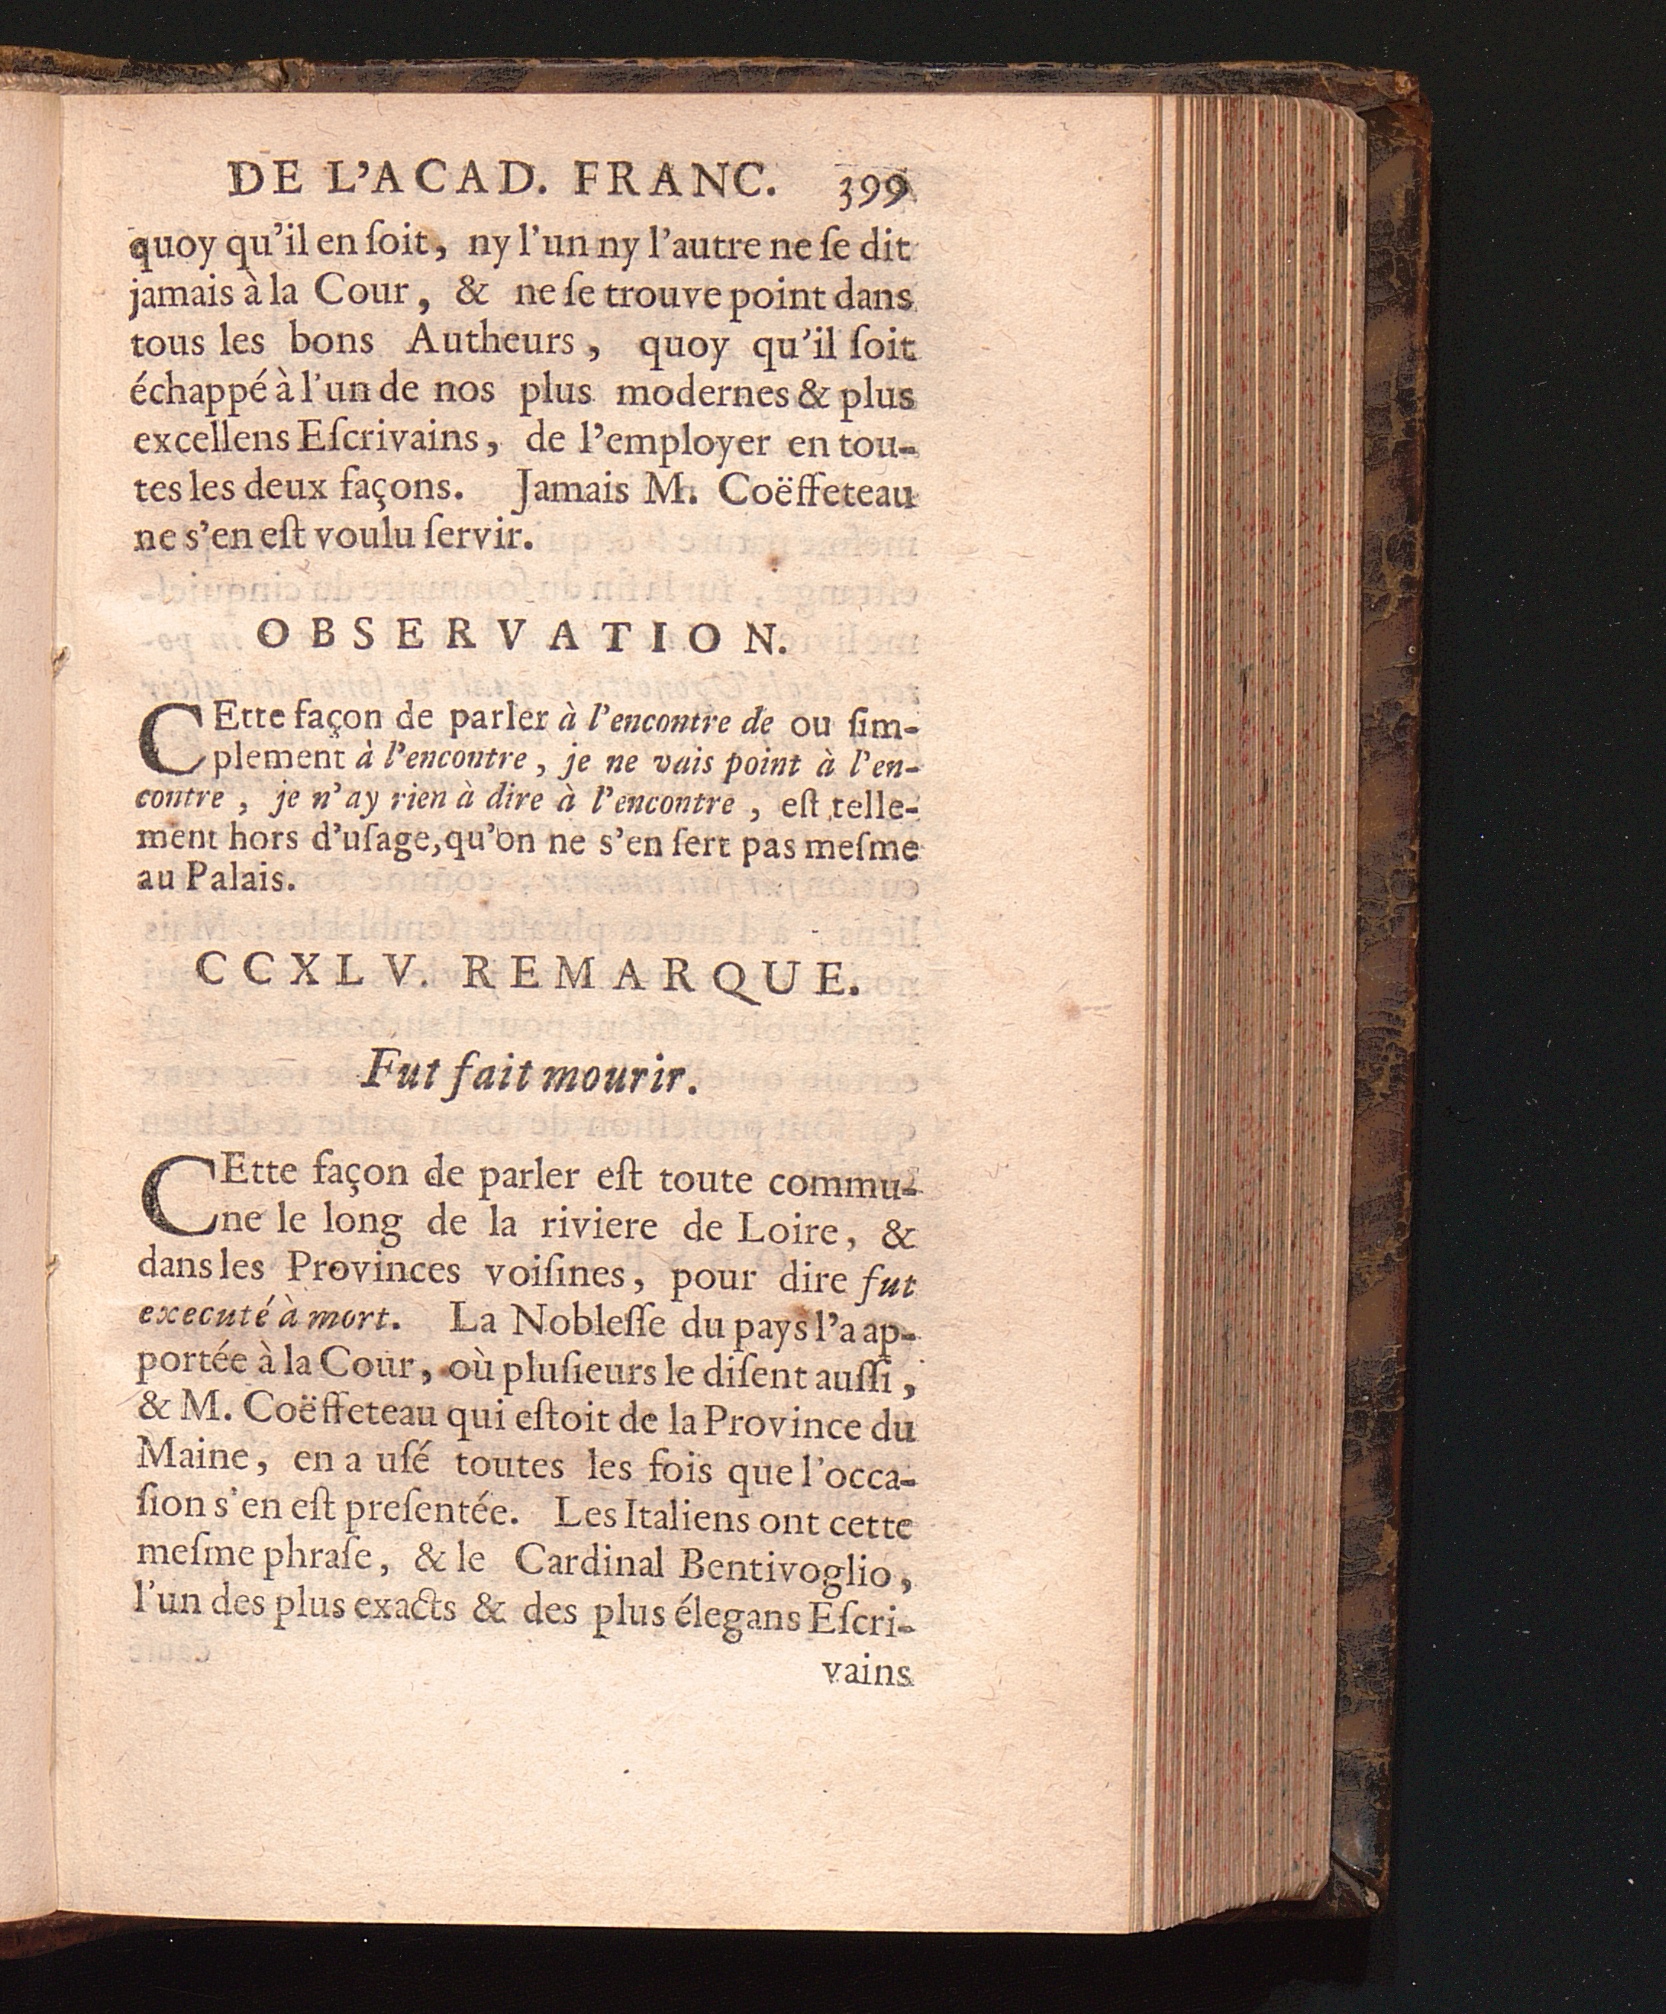 DE L'ACAD. FRANC. 399
quoy qu'il en ſoit, ny l'un ny l'autre ne ſe dit
jamais à la Cour, & ne ſe trouve point dans
tous les bons Autheurs, quoy qu'il ſoit
échappé à l'un de nos plus modernes & plus
excellens Eſcrivains, de l'employer en tou-
tes les deux façons. Jamais M. Coëffeteau
ne s'en eſt voulu ſervir.
OBSERVATION.
CEtte façon de parler à l'encontre de ou ſim-
plement à l'encontre, je ne vais point à l'en-
contre, je n'ay rien à dire à l'encontre, eſt telle-
ment hors d'uſage, qu'on ne s'en ſert pas meſme
au Palais.
CCXLV. REMARQUE.
Fut fait mourir.
CEtte façon de parler eſt toute commu-
ne le long de la riviere de Loire, &
dans les Provinces voiſines, pour dire fut
executé à mort. La Nobleſſe du pays l'a ap-
portée à la Cour, où pluſieurs le diſent auſſi,
& M. Coëffeteau qui eſtoit de la Province du
Maine, en a uſé toutes les fois que l'occa-
ſion s'en eſt preſentée. Les Italiens ont cette
meſme phraſe, & le Cardinal Bentivoglio,
l'un des plus exacts & des plus élegans Eſcri-
vains